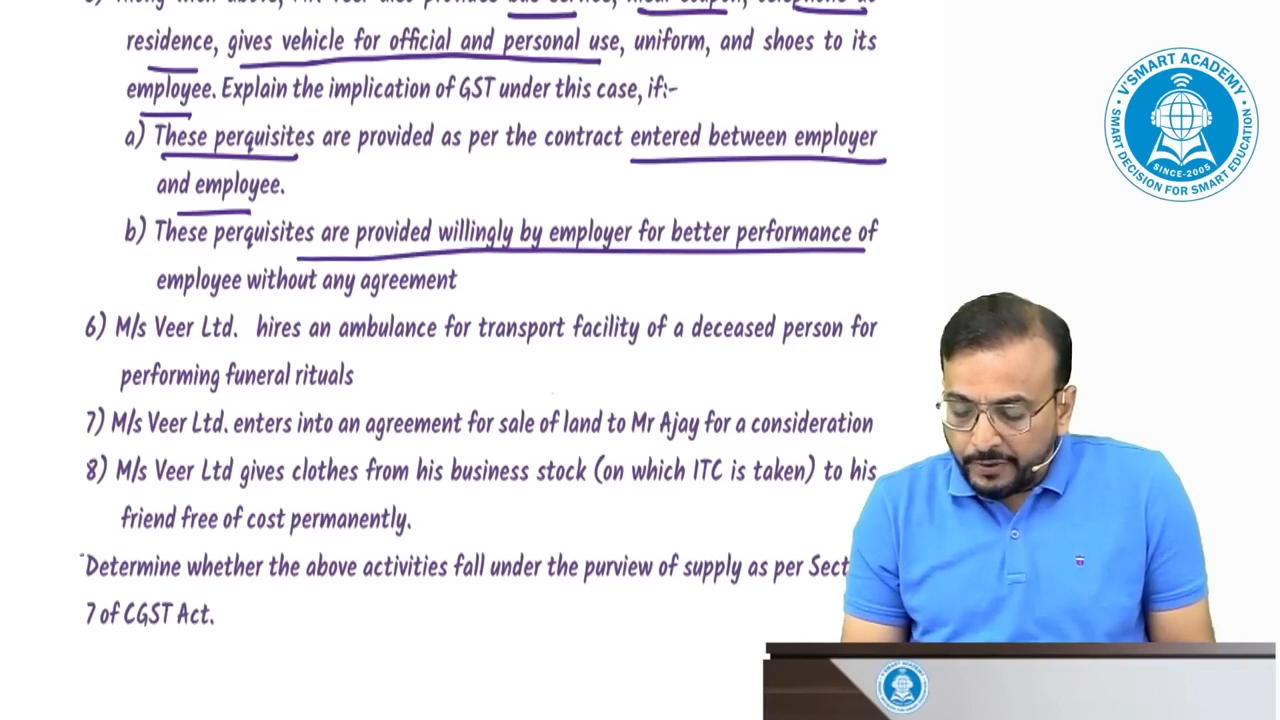 residence, gives vehicle for official and personal use, uniform, and shoes to its
employee. Explain the implication of GST under this case, if:-
a) These perquisites are provided as per the contract entered between employer
and employee.
b) These perquisites are provided willingly by employer for better performance of
employee without any agreement
6) M/s Veer Ltd. hires an ambulance for transport facility of a deceased person for
performing funeral rituals
7) M/s Veer Ltd. enters into an agreement for sale of land to Mr Ajay for a consideration
8) M/s Veer Ltd gives clothes from his business stock (on which ITC is taken) to his
friend free of cost permanently.
Determine whether the above activities fall under the purview of supply as per Sect
7 of CGST Act.
V'SMART ACADEMY
SINCE-2005
SMART DECISION FOR SMART EDUCATION